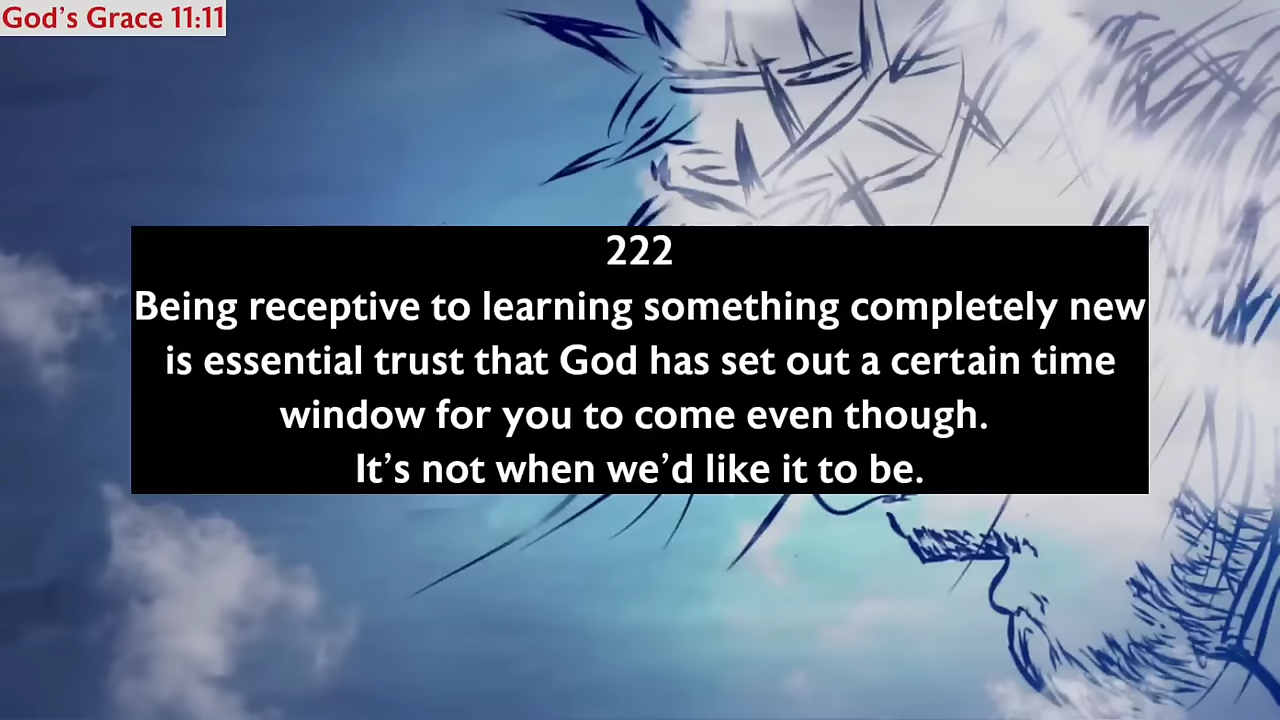 God's Grace 11:11
222
Being receptive to learning something completely new
is essential trust that God has set out a certain time
window for you to come even though.
It's not when we'd like it to be.